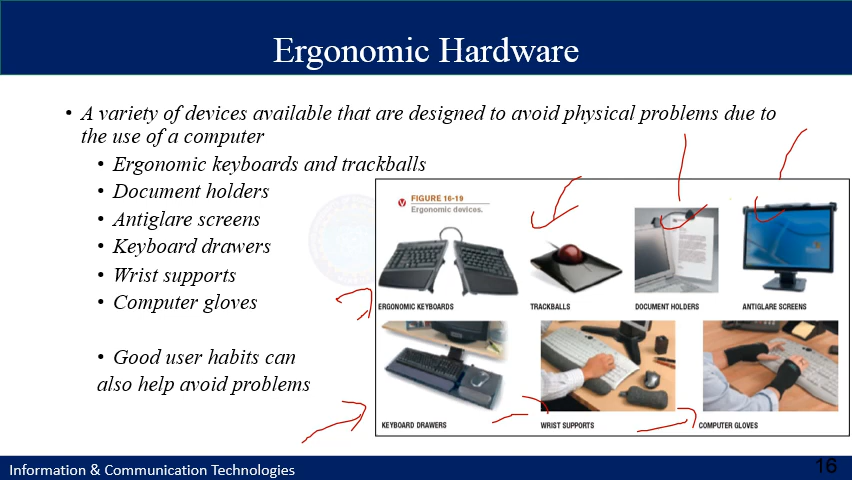 Ergonomic Hardware
• A variety of devices available that are designed to avoid physical problems due to
the use of a computer
• Ergonomic keyboards and trackballs
• Document holders
• Antiglare screens
• Keyboard drawers
• Wrist supports
• Computer gloves
• Good user habits can
also help avoid problems
FIGURE 16-19
Ergonomic devices.
ERGONOMIC KEYBOARDS
TRACKBALLS
DOCUMENT HOLDERS
ANTIGLARE SCREENS
KEYBOARD DRAWERS
WRIST SUPPORTS
COMPUTER GLOVES
Information & Communication Technologies
16